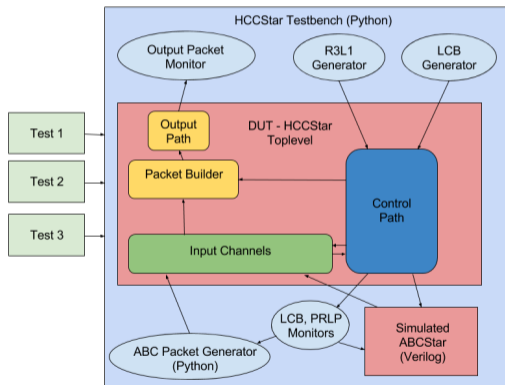 HCCStar Testbench (Python)
Output Packet
Monitor
R3L1
Generator
LCB
Generator
Test 1
Test 2
Test 3
Output
Path
DUT - HCCStar
Toplevel
Packet Builder
Control
Path
Input Channels
LCB, PRLP
Monitors
ABC Packet Generator
(Python)
Simulated
ABCStar
(Verilog)